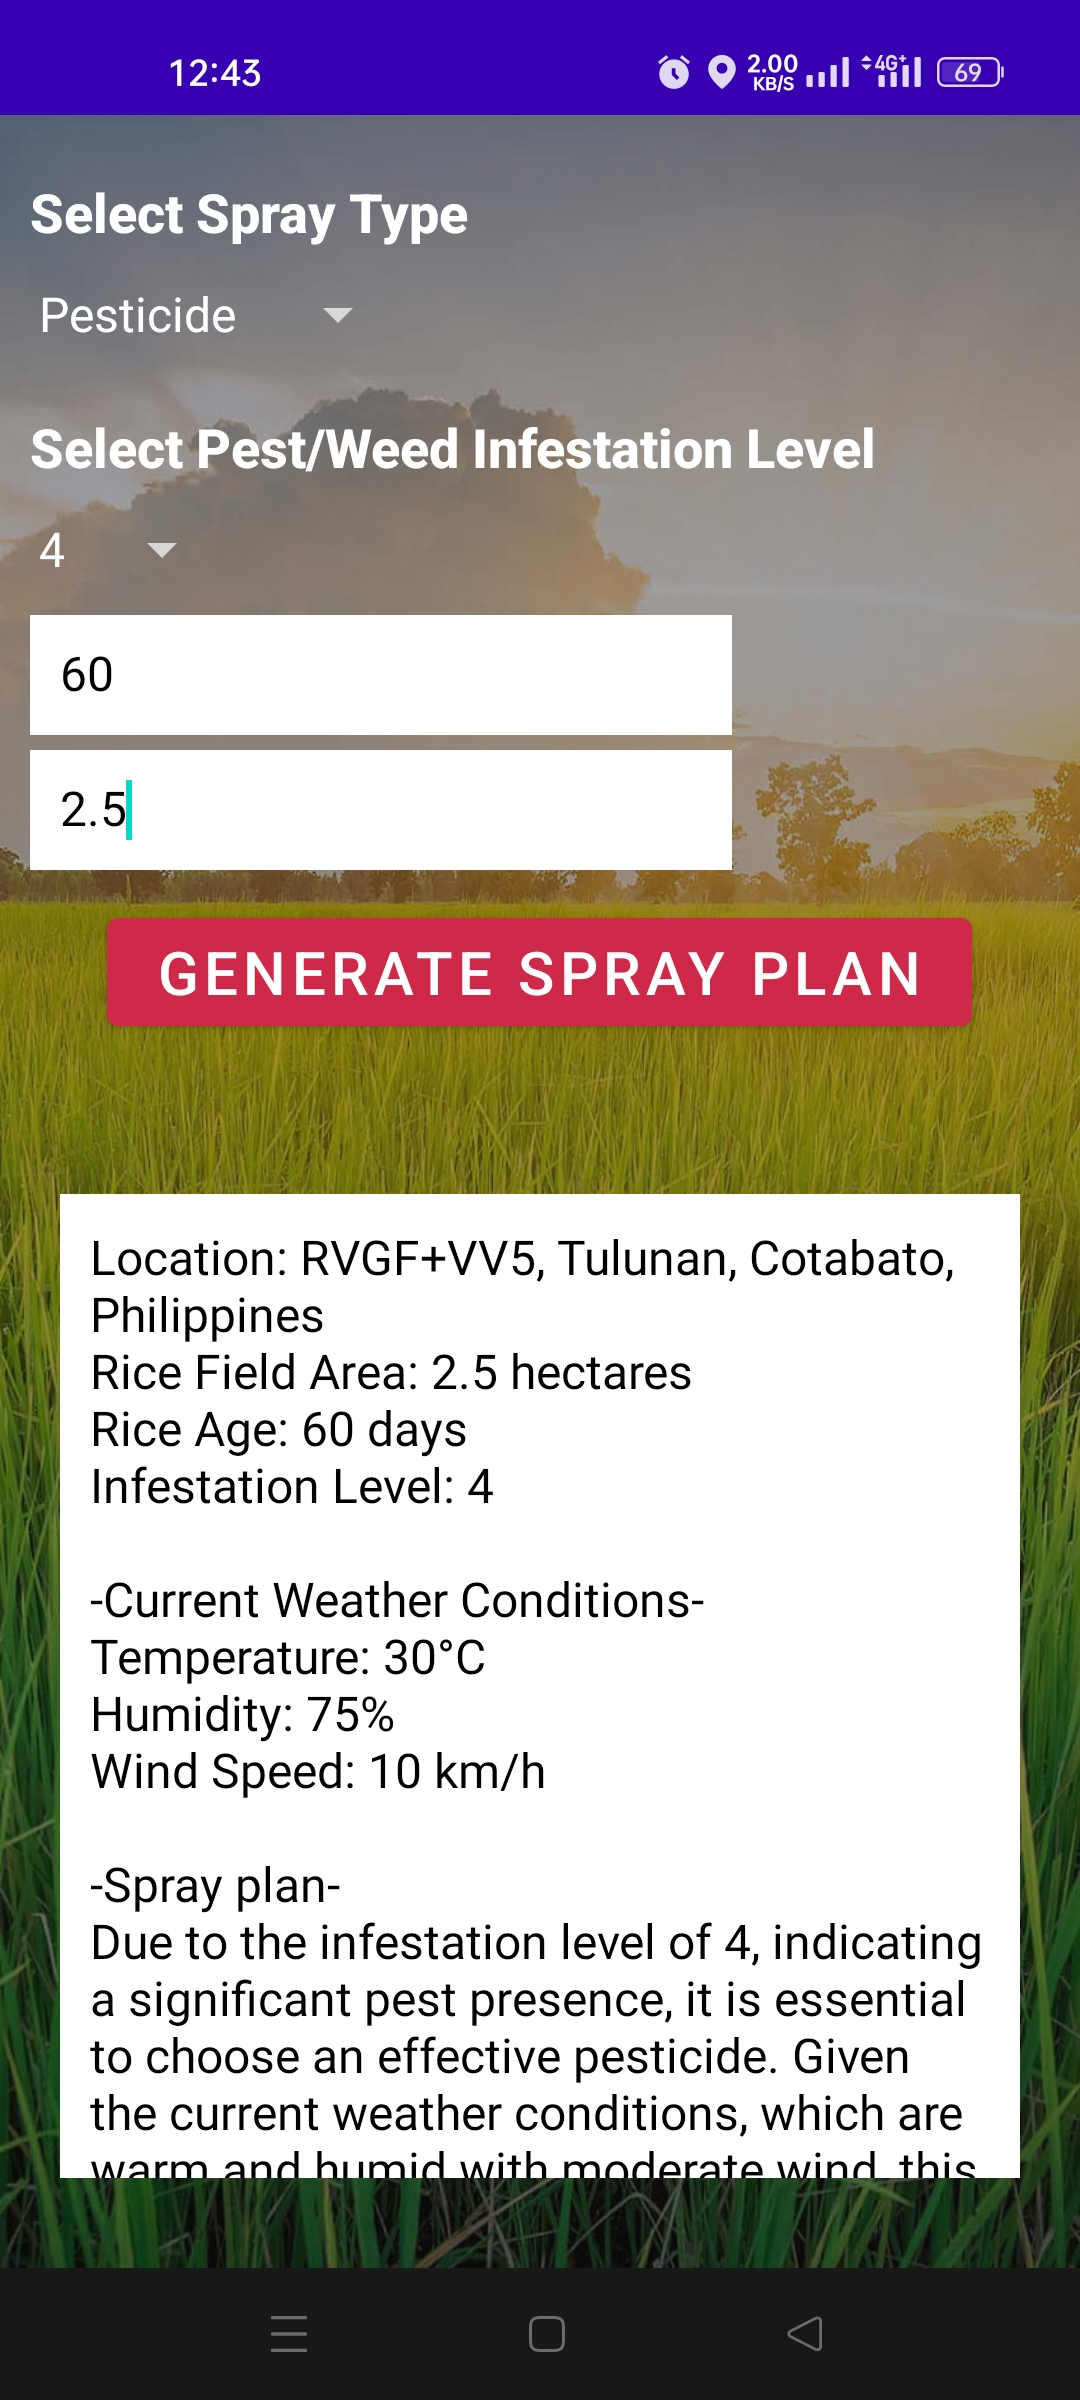 12:43
2.00
KB/S
4G+
69
Select Spray Type
Pesticide
Select Pest/Weed Infestation Level
4
60
2.5
GENERATE SPRAY PLAN
Location: RVGF+VV5, Tulunan, Cotabato,
Philippines
Rice Field Area: 2.5 hectares
Rice Age: 60 days
Infestation Level: 4
-Current Weather Conditions-
Temperature: 30°C
Humidity: 75%
Wind Speed: 10 km/h
-Spray plan-
Due to the infestation level of 4, indicating
a significant pest presence, it is essential
to choose an effective pesticide. Given
the current weather conditions, which are
warm and humid with moderate wind, this